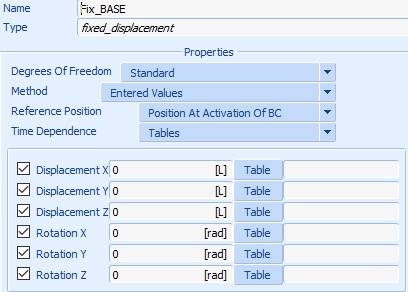 Name Fix_BASE
Type fixed_displacement
Properties
Degrees Of Freedom Standard
Method Entered Values
Reference Position Position At Activation Of BC
Time Dependence Tables
Displacement X 0 [L] Table
Displacement Y 0 [L] Table
Displacement Z 0 [L] Table
Rotation X 0 [rad] Table
Rotation Y 0 [rad] Table
Rotation Z 0 [rad] Table